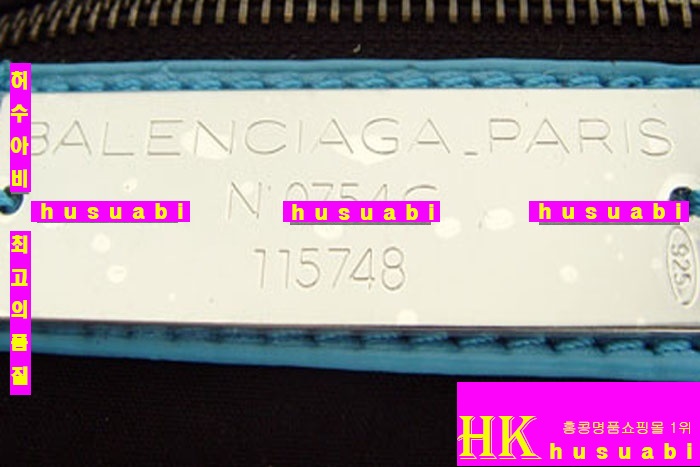 허수아비
BALENCIAGA_PARIS
husuabi
husuabi
husuabi
최고의품질
115748
925
HK
홍콩명품쇼핑몰 1위
husuabi